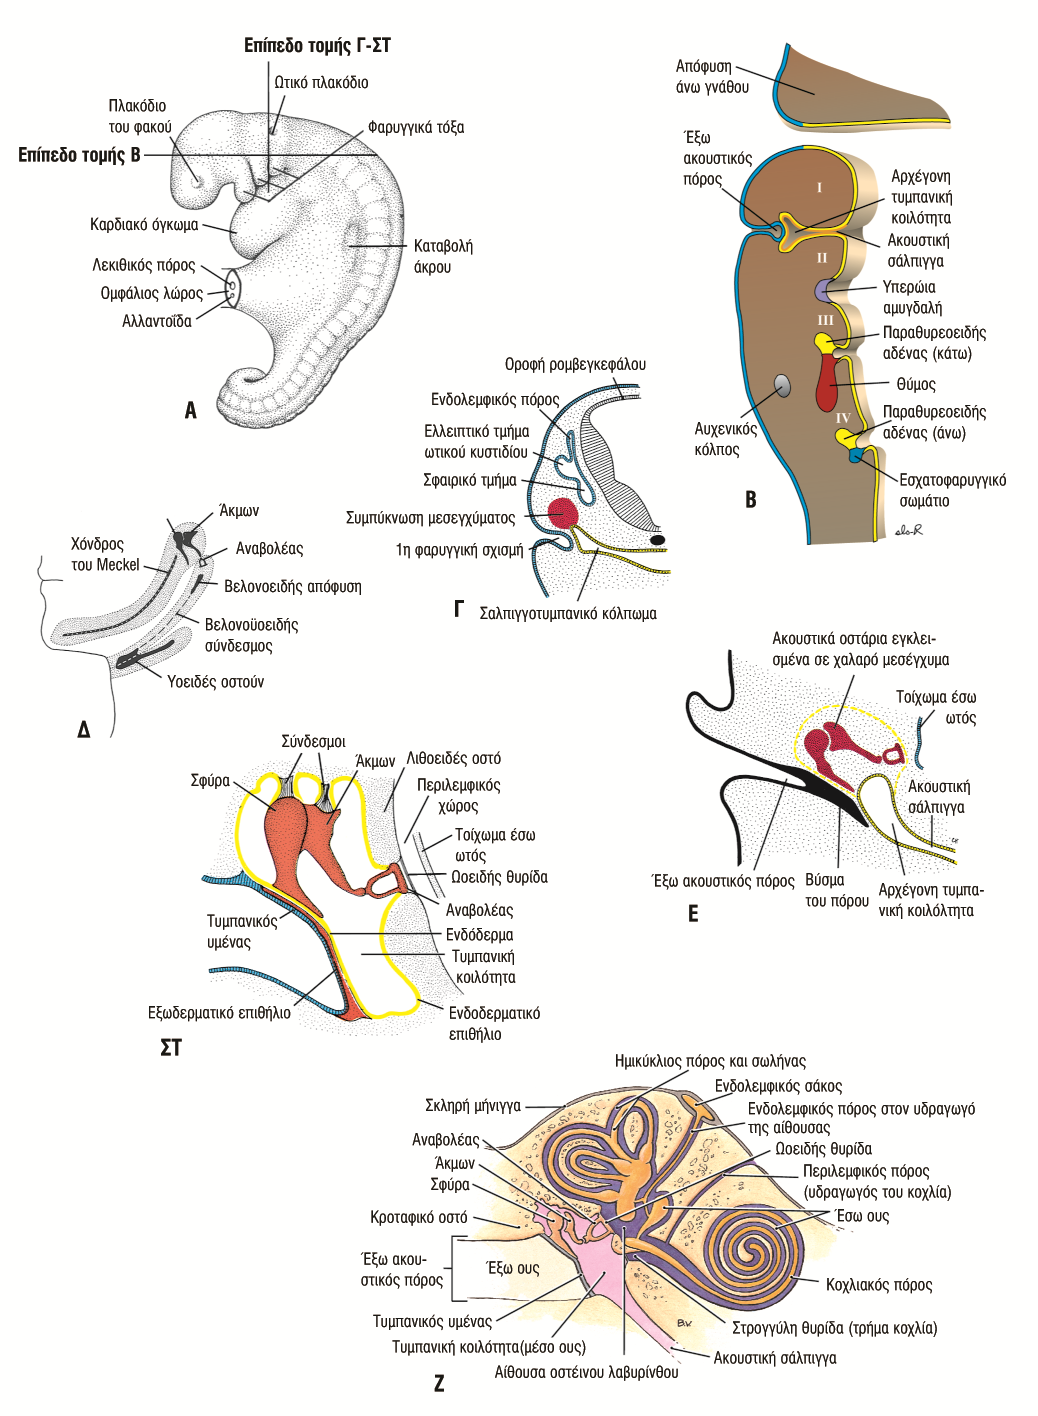 Επίπεδο τομής Γ-ΣΤ
Ωτικό πλακόδιο
Πλακόδιο
του φακού
Φαρυγγικά τόξα
Επίπεδο τομής Β
Καρδιακό όγκωμα
Καταβολή
άκρου
Λεκιθικός πόρος
Ομφάλιος λώρος
Αλλαντοΐδα
Α
Απόφυση
άνω γνάθου
Έξω
ακουστικός
πόρος
Αρχέγονη
τυμπανική
κοιλότητα
Ακουστική
σάλπιγγα
Υπερώια
αμυγδαλή
Παραθυρεοειδής
αδένας (κάτω)
Θύμος
Παραθυρεοειδής
αδένας (άνω)
Εσχατοφαρυγγικό
σωμάτιο
Αυχενικός
κόλπος
I
II
III
IV
Β
Οροφή ρομβεγκεφάλου
Ενδολεμφικός πόρος
Ελλειπτικό τμήμα
ωτικού κυστιδίου
Σφαιρικό τμήμα
Συμπύκνωση μεσεγχύματος
1η φαρυγγική σχισμή
Σαλπιγγοτυμπανικό κόλπωμα
Γ
Άκμων
Χόνδρος
του Meckel
Αναβολέας
Βελονοειδής απόφυση
Βελονοϋοειδής
σύνδεσμος
Υοειδές οστούν
Δ
Ακουστικά οστάρια εγκλει-
σμένα σε χαλαρό μεσέγχυμα
Τοίχωμα έσω
ωτός
Ακουστική
σάλπιγγα
Έξω ακουστικός πόρος
Βύσμα
του πόρου
Αρχέγονη τυμπα-
νική κοιλόλτητα
Ε
Σύνδεσμοι
Σφύρα
Άκμων
Λιθοειδές οστό
Περιλεμφικός
χώρος
Τοίχωμα έσω
ωτός
Ωοειδής θυρίδα
Αναβολέας
Ενδόδερμα
Τυμπανική
κοιλότητα
Τυμπανικός
υμένας
Εξωδερματικό επιθήλιο
Ενδοδερματικό
επιθήλιο
ΣΤ
Ημικύκλιος πόρος και σωλήνας
Ενδολεμφικός σάκος
Ενδολεμφικός πόρος στον υδραγωγό
της αίθουσας
Ωοειδής θυρίδα
Περιλεμφικός πόρος
(υδραγωγός του κοχλία)
Έσω ους
Σκληρή μήνιγγα
Αναβολέας
Άκμων
Σφύρα
Κροταφικό οστό
Έξω ακου-
στικός πόρος
Έξω ους
Τυμπανικός υμένας
Τυμπανική κοιλότητα(μέσο ους)
Αίθουσα οστέινου λαβυρίνθου
Κοχλιακός πόρος
Στρογγύλη θυρίδα (τρήμα κοχλία)
Ακουστική σάλπιγγα
Ζ